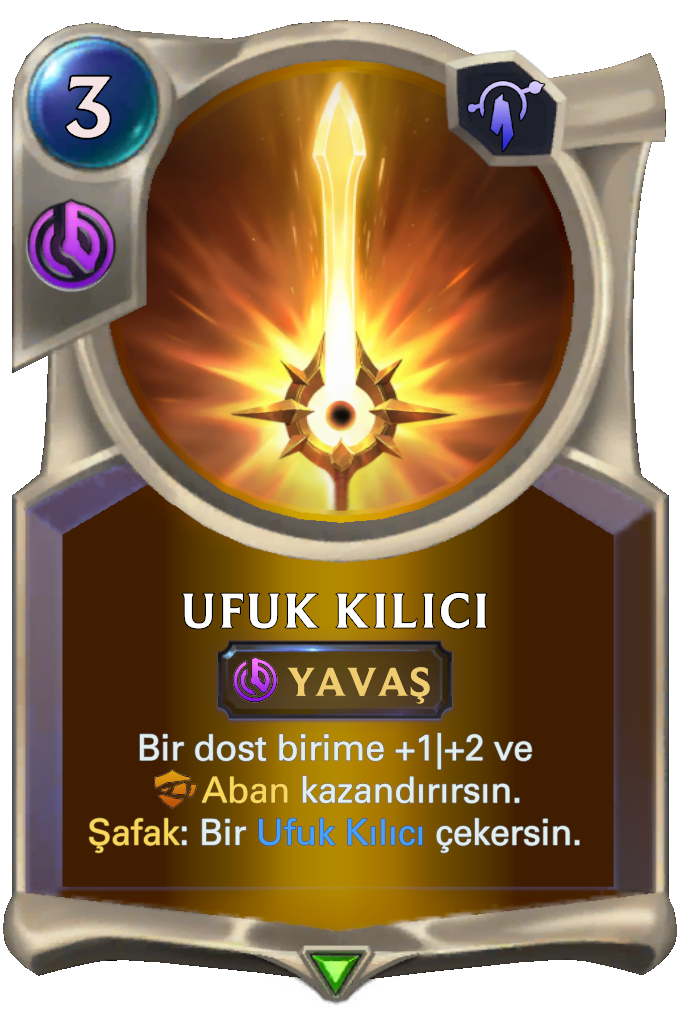 3
UFUK KILICI
YAVAŞ
Bir dost birime +1|+2 ve
Aban kazandırırsın.
Şafak: Bir Ufuk Kılıcı çekersin.